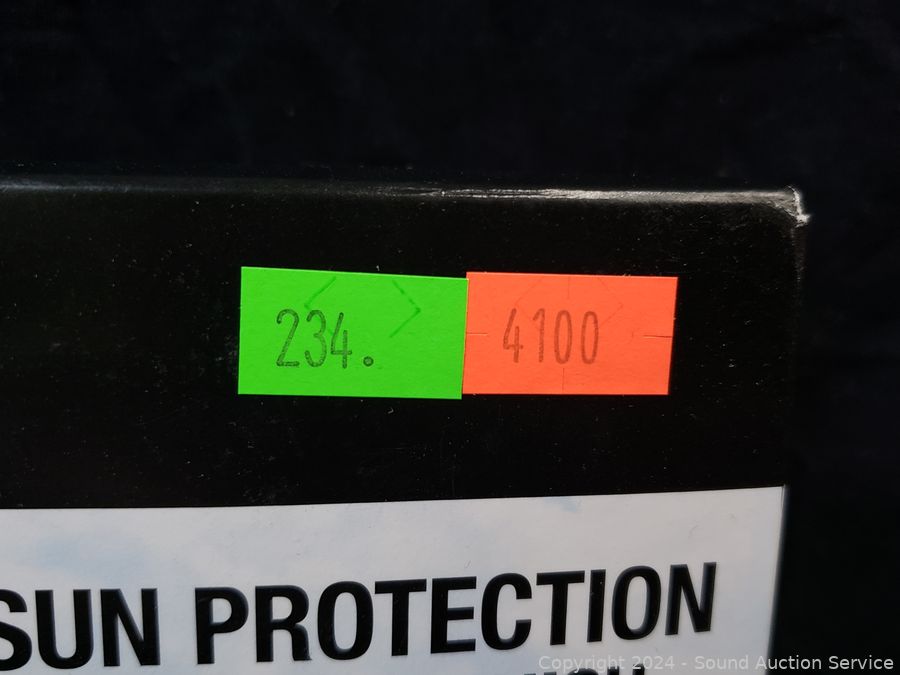 234. 4100
SUN PROTECTION
Copyright 2024 - Sound Auction Service